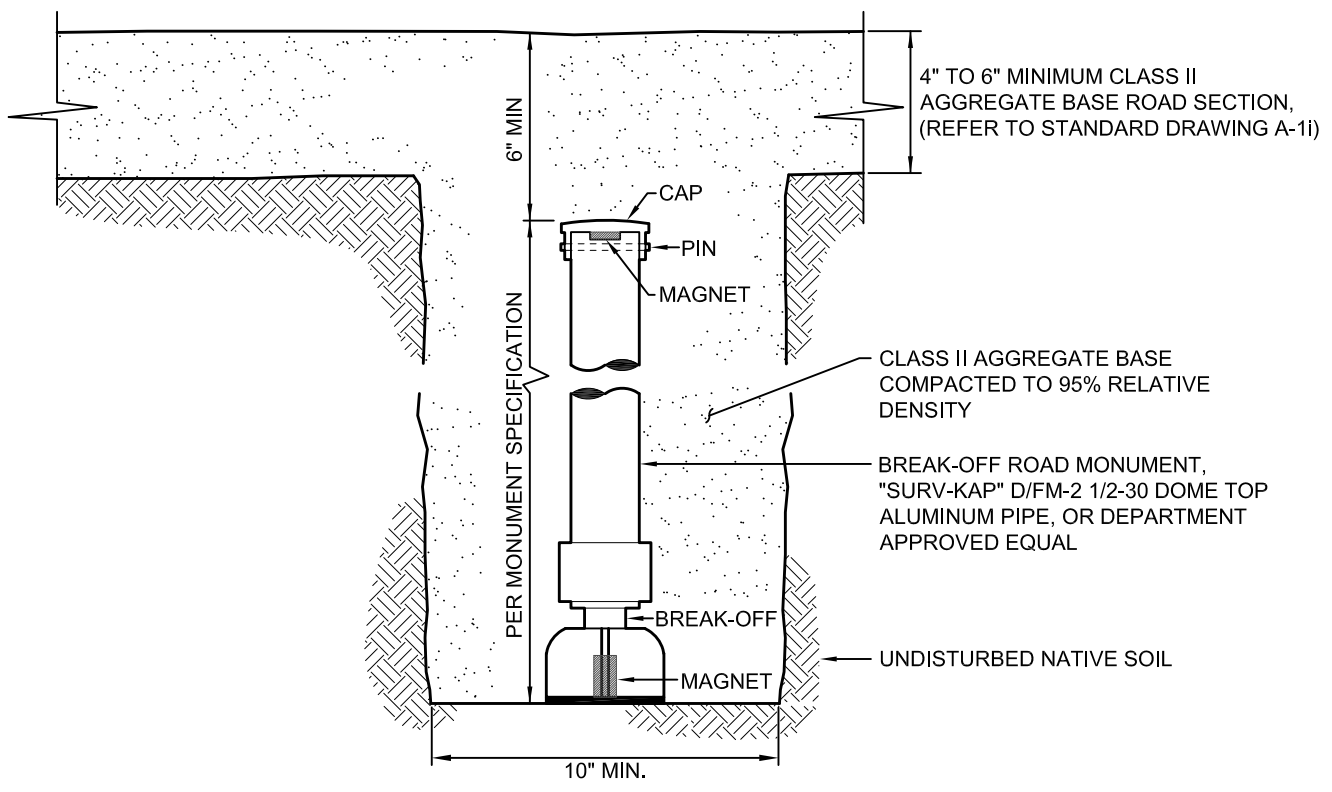 4" TO 6" MINIMUM CLASS II
AGGREGATE BASE ROAD SECTION,
(REFER TO STANDARD DRAWING A-1i)
6" MIN
CAP
PIN
MAGNET
PER MONUMENT SPECIFICATION
CLASS II AGGREGATE BASE
COMPACTED TO 95% RELATIVE
DENSITY
BREAK-OFF ROAD MONUMENT,
"SURV-KAP" D/FM-2 1/2-30 DOME TOP
ALUMINUM PIPE, OR DEPARTMENT
APPROVED EQUAL
BREAK-OFF
UNDISTURBED NATIVE SOIL
MAGNET
10" MIN.